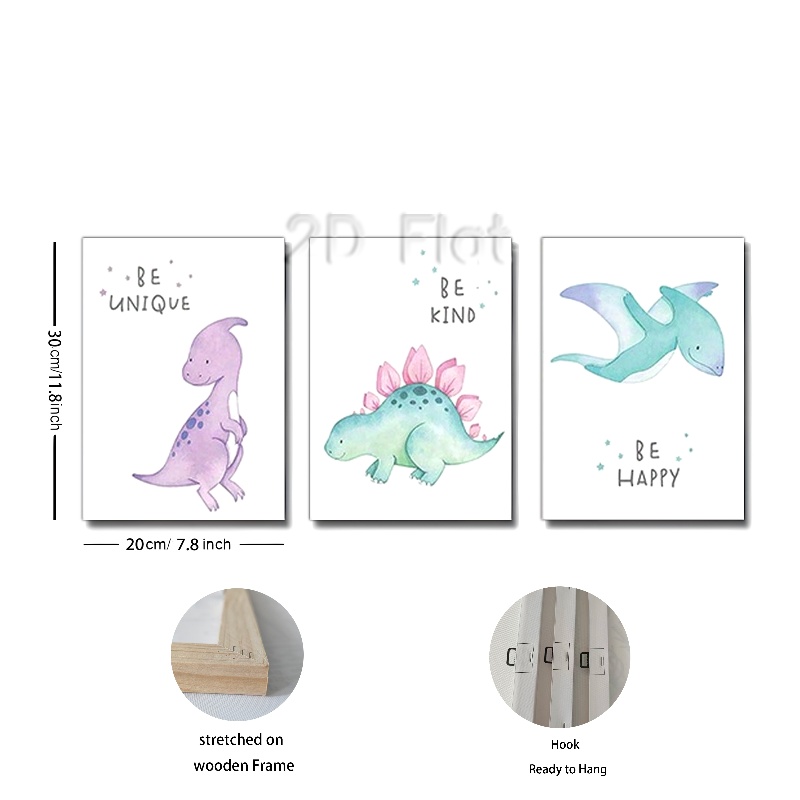 2D Flat
BE
UNIQUE
BE
KIND
BE
HAPPY
30cm/11.8inch
20cm/ 7.8 inch
stretched on
wooden Frame
Hook
Ready to Hang